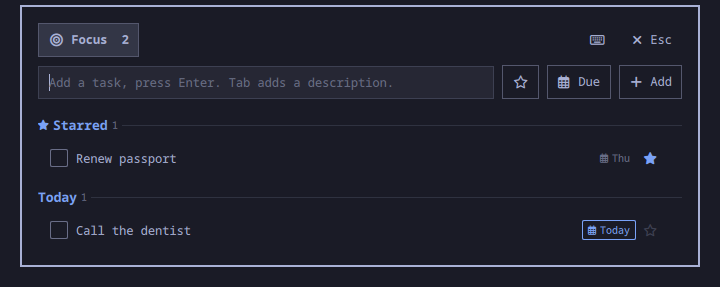 Focus 2
Esc
Add a task, press Enter. Tab adds a description.
Due
Add
Starred 1
Renew passport
Thu
Today 1
Call the dentist
Today